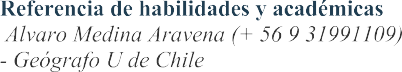 Referencia de habilidades y académicas
Alvaro Medina Aravena (+ 56 9 31991109)
- Geógrafo U de Chile